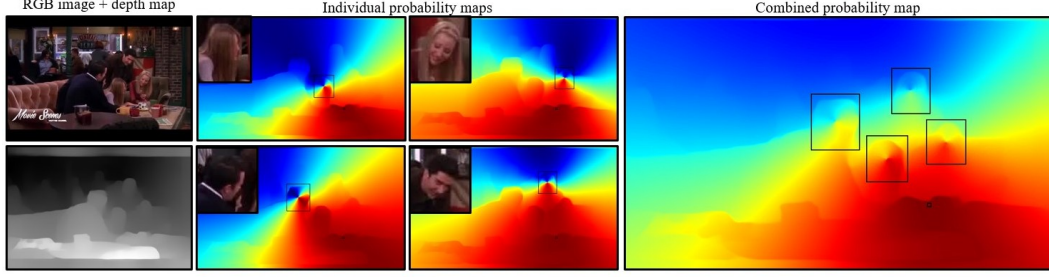 RGB image + depth map
Individual probability maps
Combined probability map
Movie Scenes